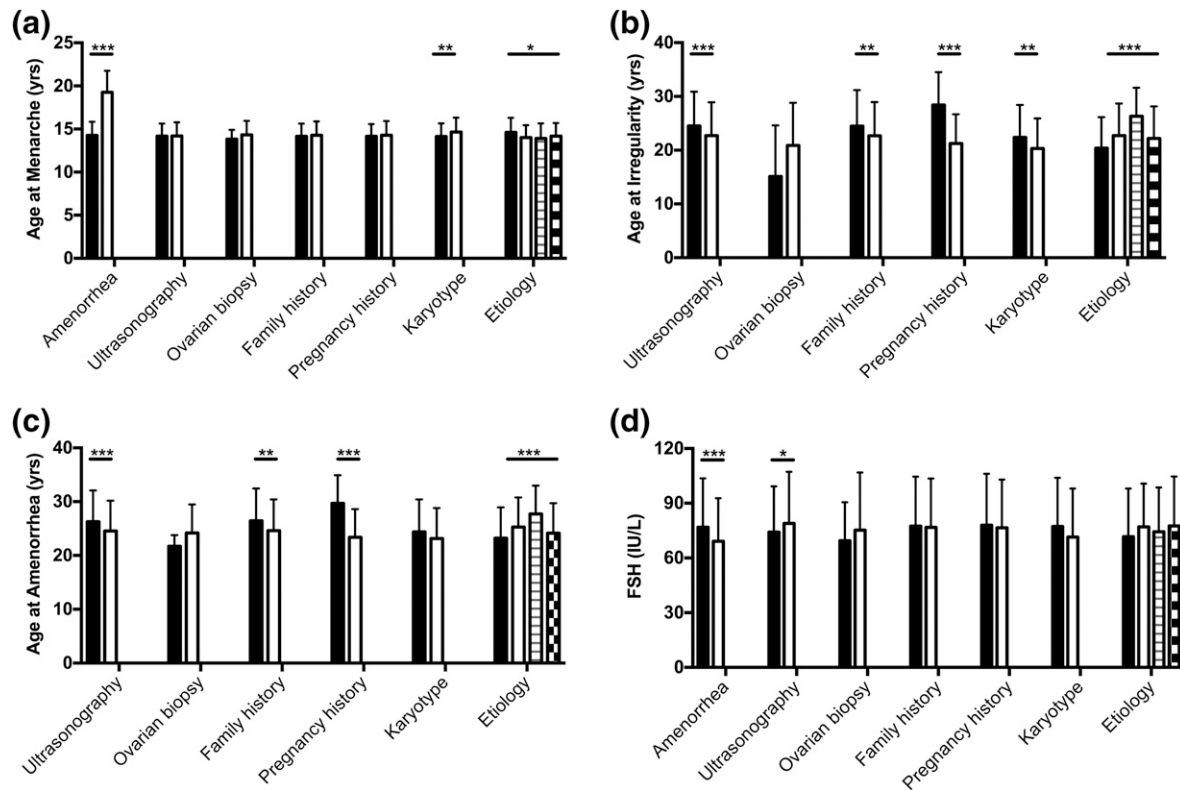 (a)
Age at Menarche (yrs)
25
20
15
10
5
0
***
**
*
Amenorrhea
Ultrasonography
Ovarian biopsy
Family history
Pregnancy history
Karyotype
Etiology
(b)
Age at Irregularity (yrs)
40
30
20
10
0
***
**
***
**
***
Ultrasonography
Ovarian biopsy
Family history
Pregnancy history
Karyotype
Etiology
(c)
Age at Amenorrhea (yrs)
40
30
20
10
0
***
**
***
***
Ultrasonography
Ovarian biopsy
Family history
Pregnancy history
Karyotype
Etiology
(d)
FSH (IU/L)
120
90
60
30
0
***
*
Amenorrhea
Ultrasonography
Ovarian biopsy
Family history
Pregnancy history
Karyotype
Etiology